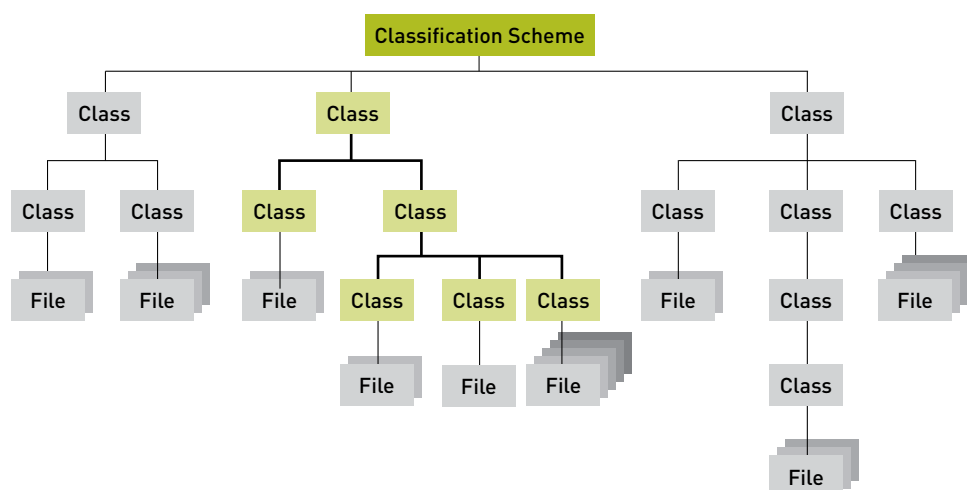 Classification Scheme
Class Class Class
Class Class Class Class Class Class Class
File File File Class Class Class File Class File
File File File Class
File